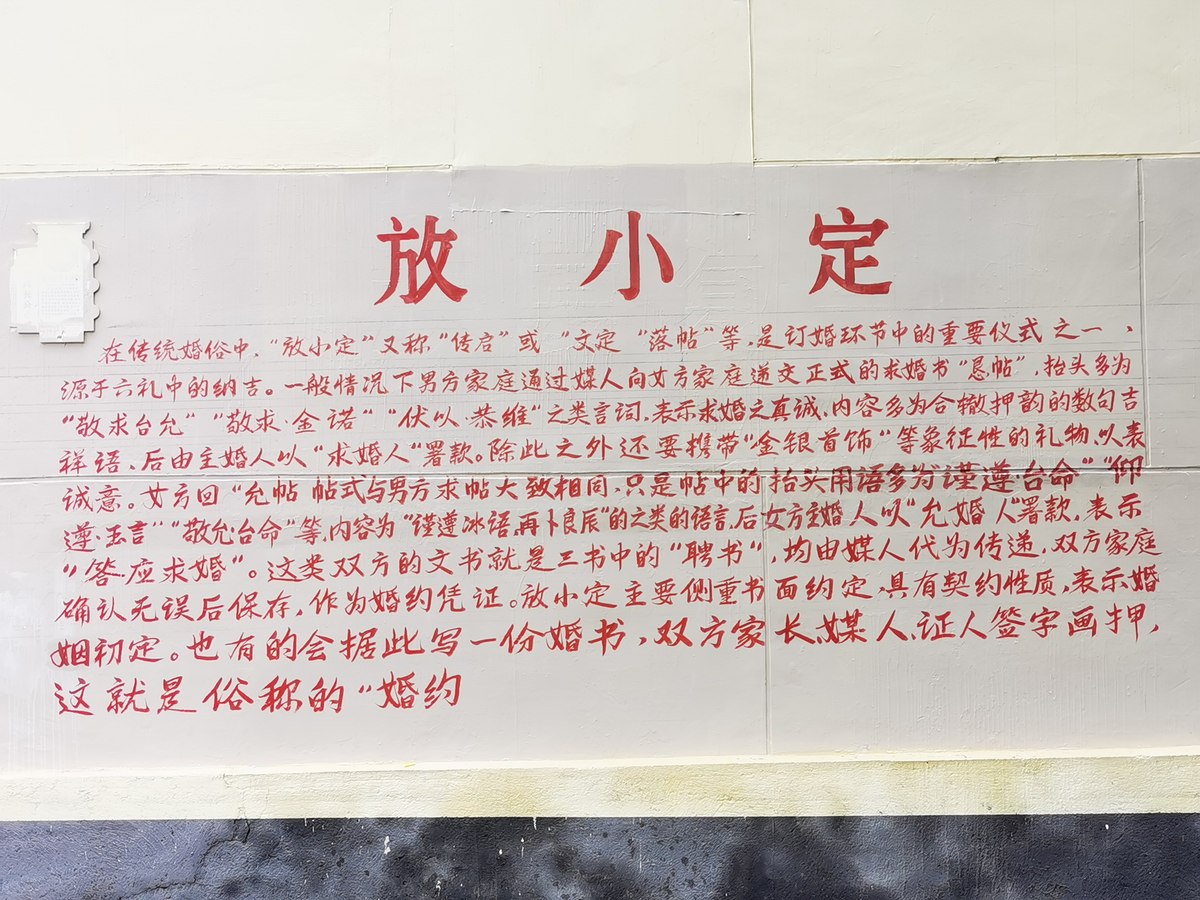 放小定
在传统婚俗中，“放小定”又称“传启”或“文定“落帖”等，是订婚环节中的重要仪式之一、
源于六礼中的纳吉。一般情况下男方家庭通过媒人向女方家庭递交正式的求婚书“恳帖”，抬头多为
“敬求台允”“敬求·金诺”“伏以·恭维”之类言词，表示求婚之真诚、内容多为合辙押韵的数句吉
祥语、后由主婚人以“求婚人”署款。除此之外还要携带“金银首饰”等象征性的礼物，以表
诚意。女方回“允帖帖式与男方求帖大致相同，只是帖中的抬头用语多为“谨遵·台命”“仰
遵·玉言”“敬允·台命”等，内容为“谨遵冰语，再卜良辰”的之类的语言，后女方主婚人以“允婚人”署款，表示
“答·应求婚”。这类双方的文书就是三书中的“聘书”，均由媒人代为传递，双方家庭
确认无误后保存，作为婚约凭证。放小定主要侧重书面约定，具有契约性质，表示婚
姻初定。也有的会据此写一份婚书，双方家长、媒人、证人签字画押，
这就是俗称的“婚约